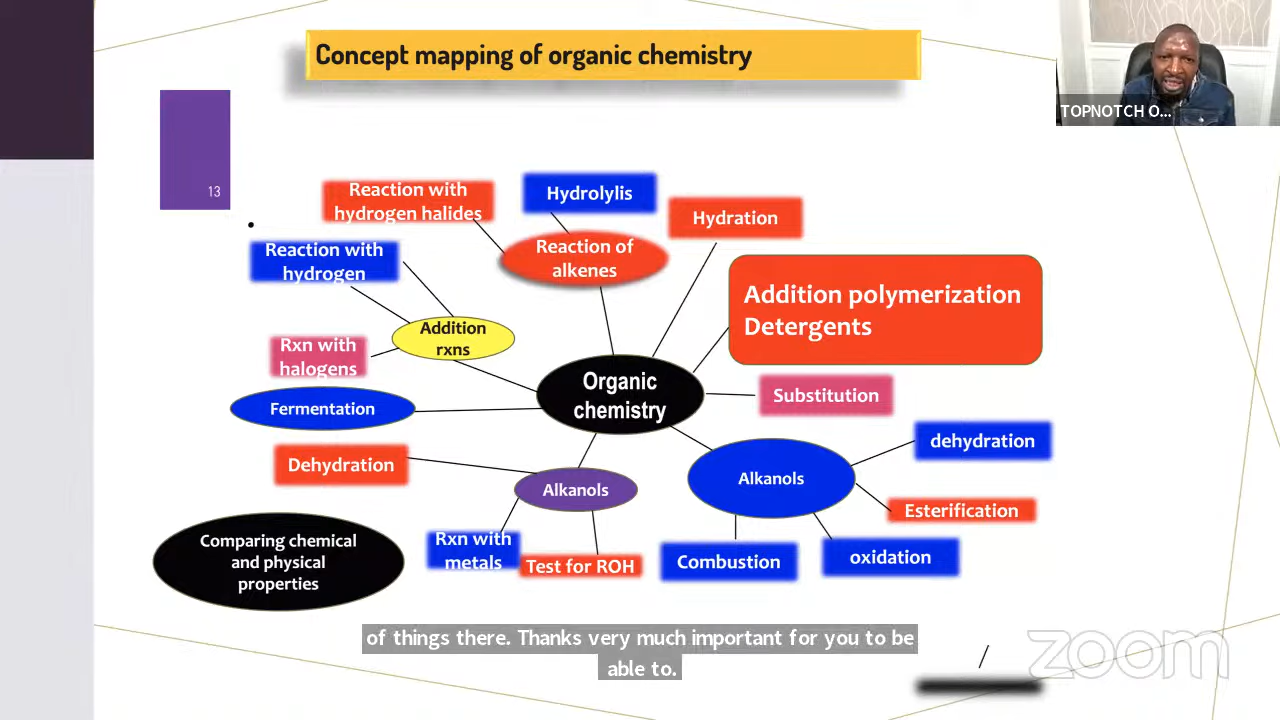 Concept mapping of organic chemistry
TOPNOTCH O...
13
Reaction with
hydrogen halides
Hydrolylis
Hydration
Reaction of
alkenes
Reaction with
hydrogen
Addition polymerization
Detergents
Addition
rxns
Rxn with
halogens
Organic
chemistry
Substitution
Fermentation
dehydration
Dehydration
Alkanols
Alkanols
Esterification
Comparing chemical
and physical
properties
Rxn with
metals
Test for ROH
Combustion
oxidation
of things there. Thanks very much important for you to be
able to.
zoom